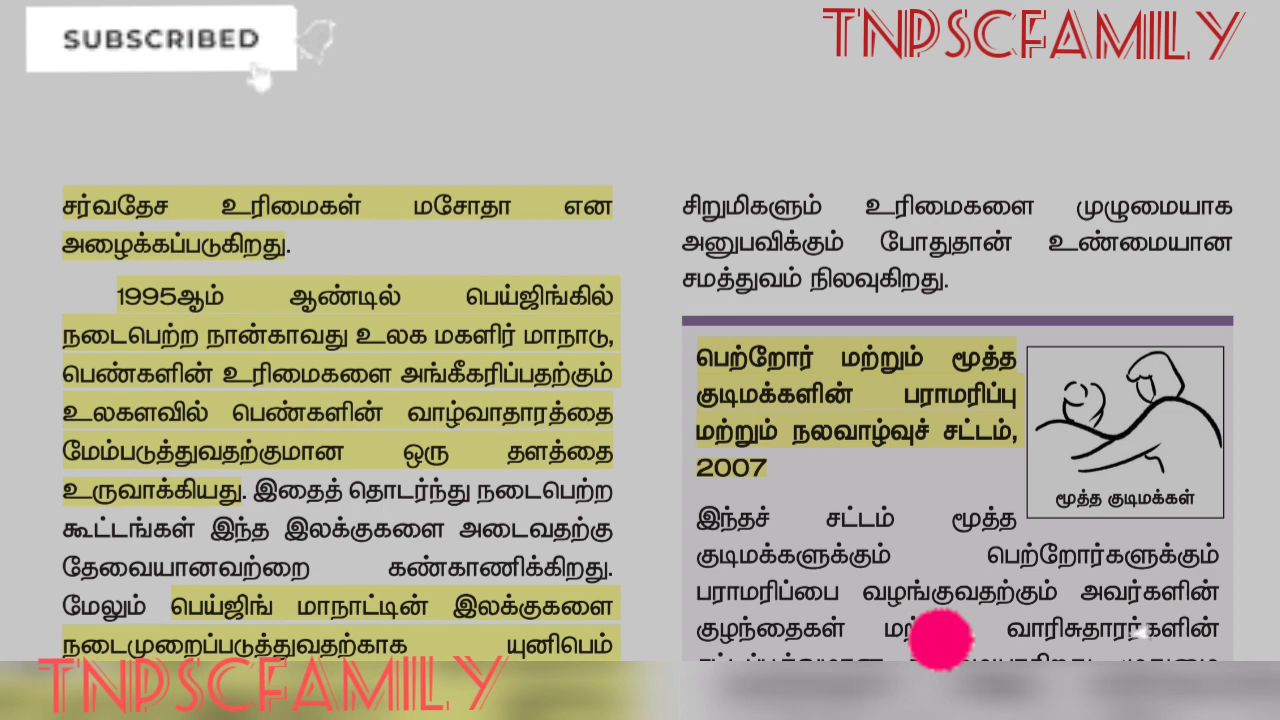 SUBSCRIBED
TNPSCFAMILY
சர்வதேச உரிமைகள் மசோதா என
அழைக்கப்படுகிறது.
1995ஆம் ஆண்டில் பெய்ஜிங்கில்
நடைபெற்ற நான்காவது உலக மகளிர் மாநாடு,
பெண்களின் உரிமைகளை அங்கீகரிப்பதற்கும்
உலகளவில் பெண்களின் வாழ்வாதாரத்தை
மேம்படுத்துவதற்குமான ஒரு தளத்தை
உருவாக்கியது. இதைத் தொடர்ந்து நடைபெற்ற
கூட்டங்கள் இந்த இலக்குகளை அடைவதற்கு
தேவையானவற்றை கண்காணிக்கிறது.
மேலும் பெய்ஜிங் மாநாட்டின் இலக்குகளை
நடைமுறைப்படுத்துவதற்காக யுனிபெம்
சிறுமிகளும் உரிமைகளை முழுமையாக
அனுபவிக்கும் போதுதான் உண்மையான
சமத்துவம் நிலவுகிறது.
பெற்றோர் மற்றும் மூத்த
குடிமக்களின் பராமரிப்பு
மற்றும் நலவாழ்வுச் சட்டம்,
2007
மூத்த குடிமக்கள்
இந்தச் சட்டம் மூத்த
குடிமக்களுக்கும் பெற்றோர்களுக்கும்
பராமரிப்பை வழங்குவதற்கும் அவர்களின்
குழந்தைகள் வாரிசுதாரர்களின்
TNPSCFAMILY